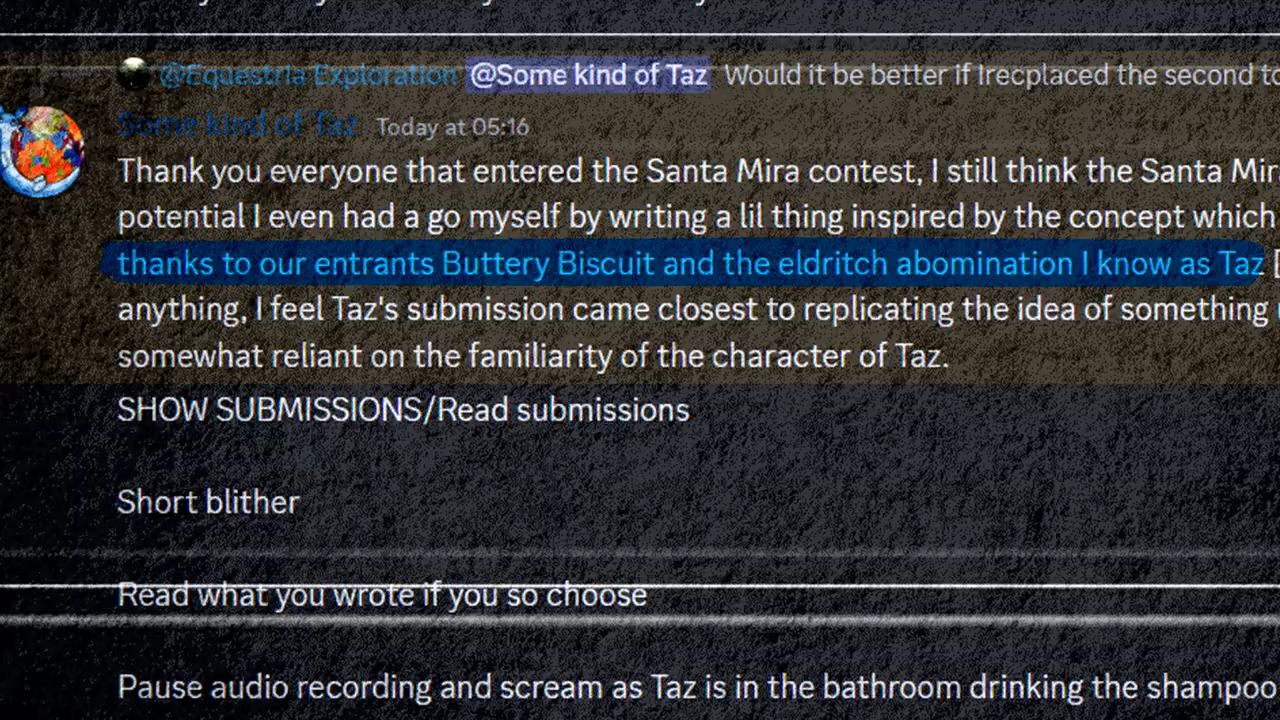 @Equestria Exploration @Some kind of Taz Would it be better if Irecplaced the second to
Some kind of Taz Today at 05:16
Thank you everyone that entered the Santa Mira contest, I still think the Santa Mir
potential I even had a go myself by writing a lil thing inspired by the concept which
thanks to our entrants Buttery Biscuit and the eldritch abomination I know as Taz
anything, I feel Taz's submission came closest to replicating the idea of something
somewhat reliant on the familiarity of the character of Taz.
SHOW SUBMISSIONS/Read submissions
Short blither
Read what you wrote if you so choose
Pause audio recording and scream as Taz is in the bathroom drinking the shampoo